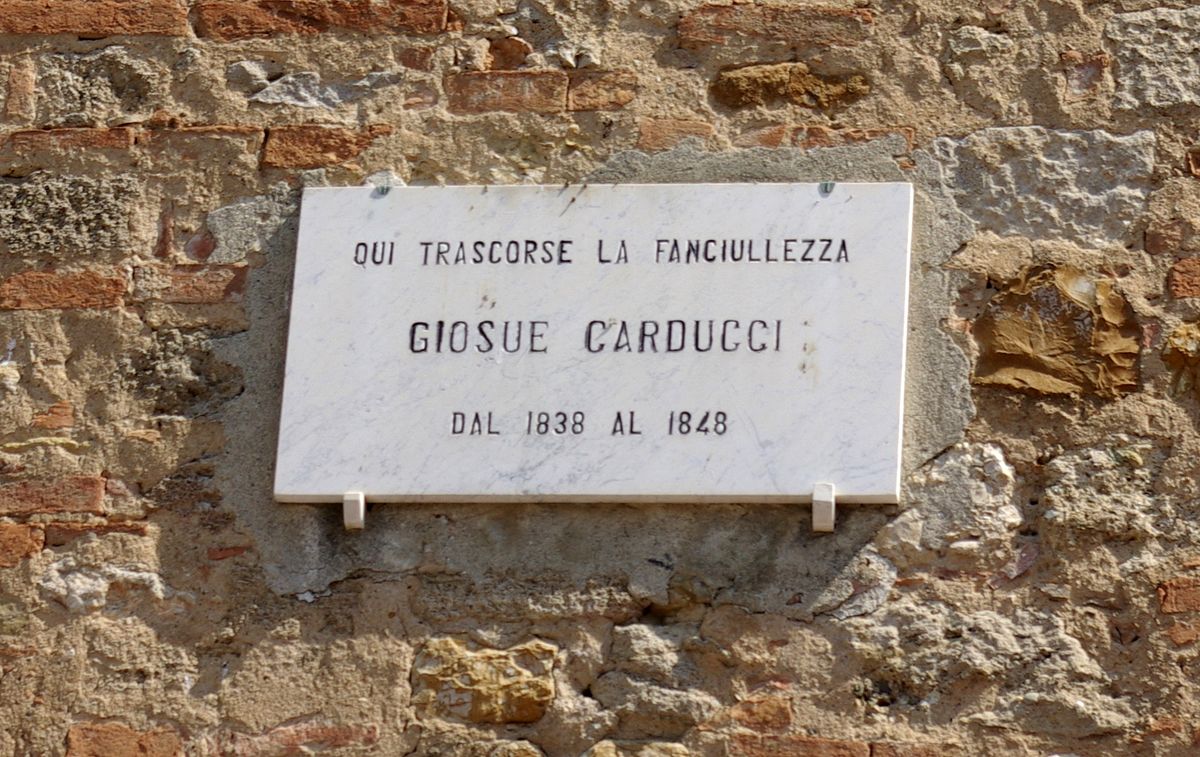 QUI TRASCORSE LA FANCIULLEZZA
GIOSUE CARDUCCI
DAL 1838 AL 1848